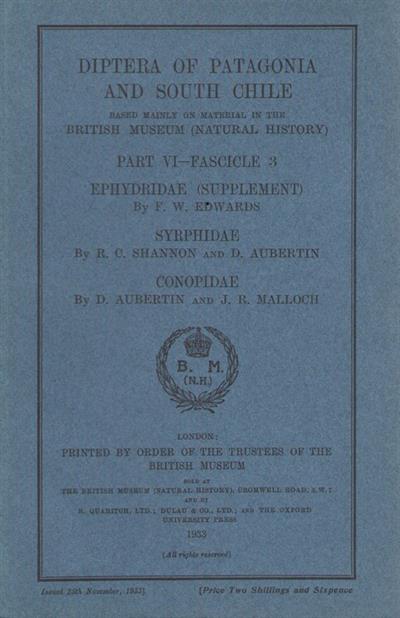 DIPTERA OF PATAGONIA
AND SOUTH CHILE
BASED MAINLY ON MATERIAL IN THE
BRITISH MUSEUM (NATURAL HISTORY)
PART VI—FASCICLE 3
EPHYDRIDAE (SUPPLEMENT)
By F. W. EDWARDS
SYRPHIDAE
By R. C. SHANNON AND D. AUBERTIN
CONOPIDAE
By D. AUBERTIN AND J. R. MALLOCH
B. M.
(N.H.)
LONDON:
PRINTED BY ORDER OF THE TRUSTEES OF THE
BRITISH MUSEUM
SOLD AT
THE BRITISH MUSEUM (NATURAL HISTORY), CROMWELL ROAD, S.W. 7
AND BY
B. QUARITCH, LTD.; DULAU & CO., LTD.; AND THE OXFORD
UNIVERSITY PRESS
1933
(All rights reserved)
Issued 25th November, 1933]
[Price Two Shillings and Sixpence